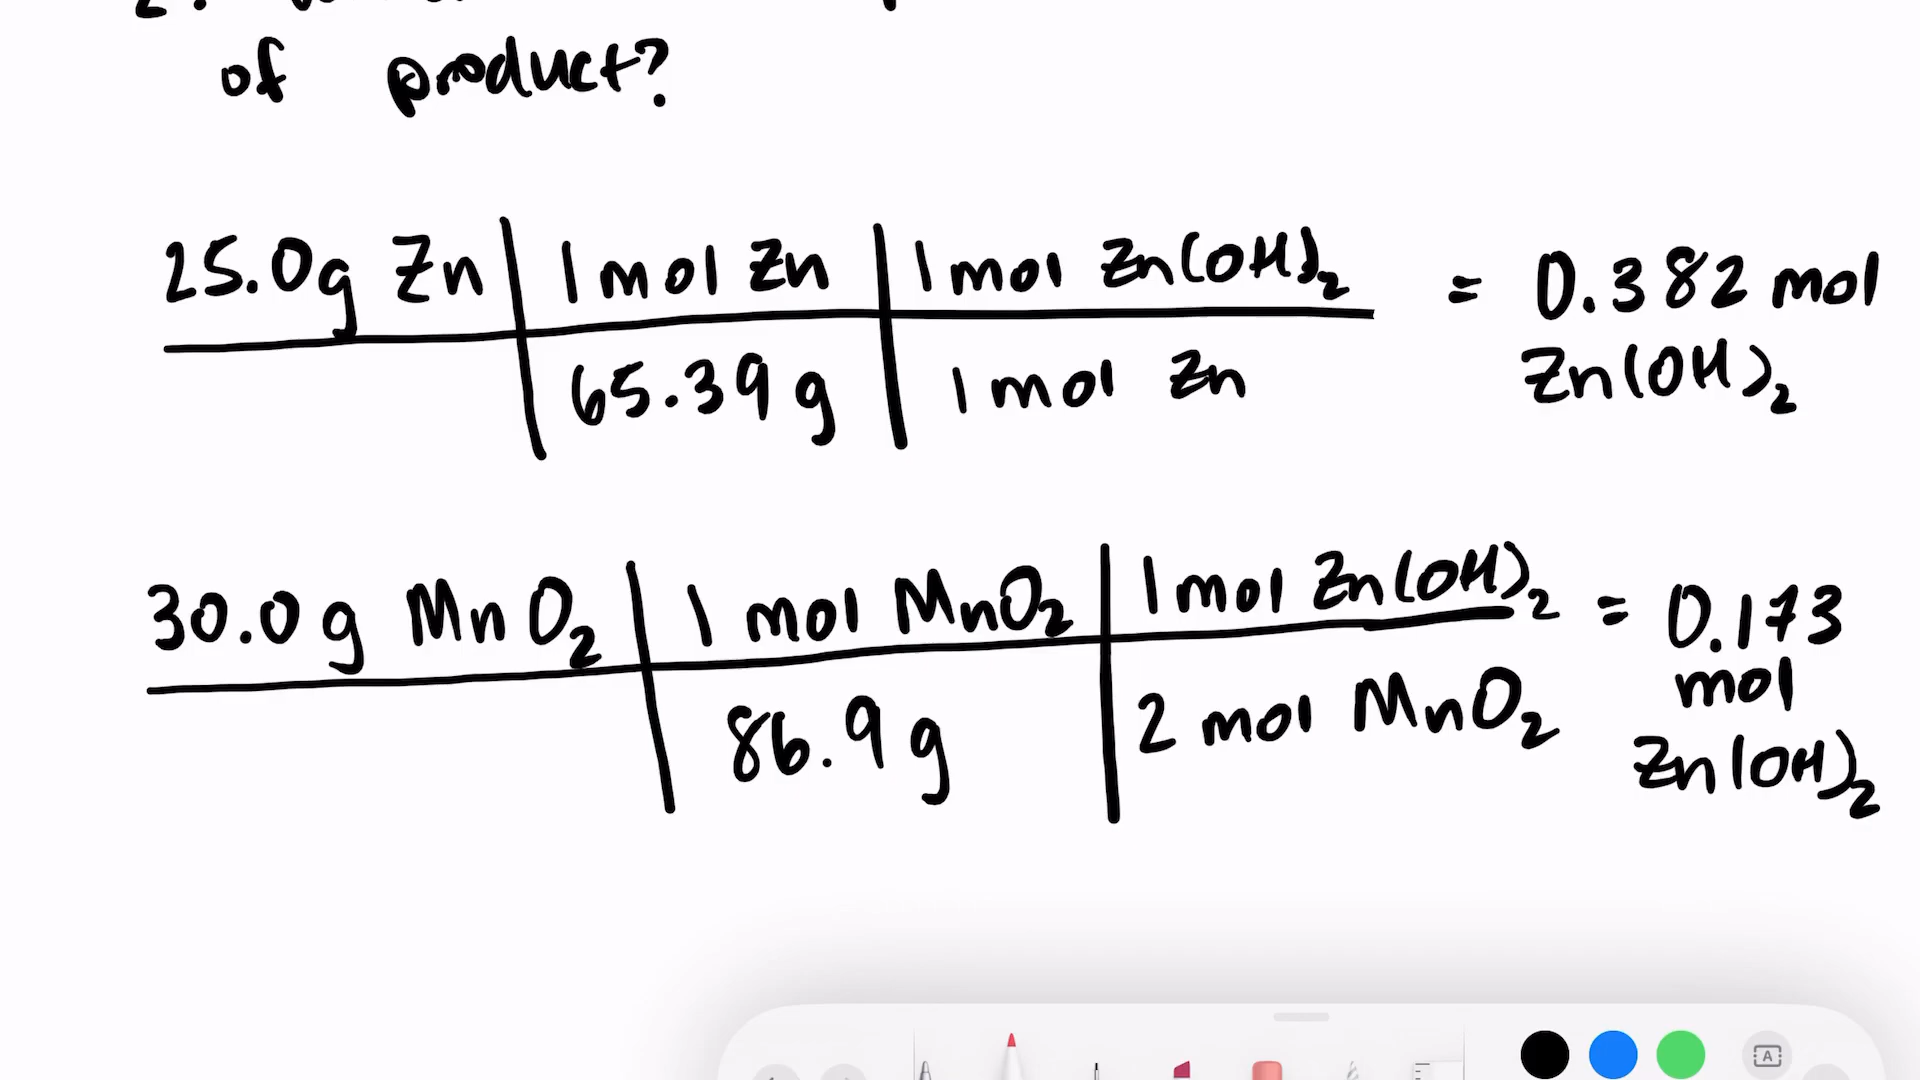 of product?
25.0g Zn | 1 mol Zn | 1 mol Zn(OH)₂ = 0.382 mol
65.39 g | 1 mol Zn Zn(OH)₂
30.0g MnO₂ | 1 mol MnO₂ | 1 mol Zn(OH)₂ = 0.173
mol
86.9 g | 2 mol MnO₂
Zn(OH)₂
A